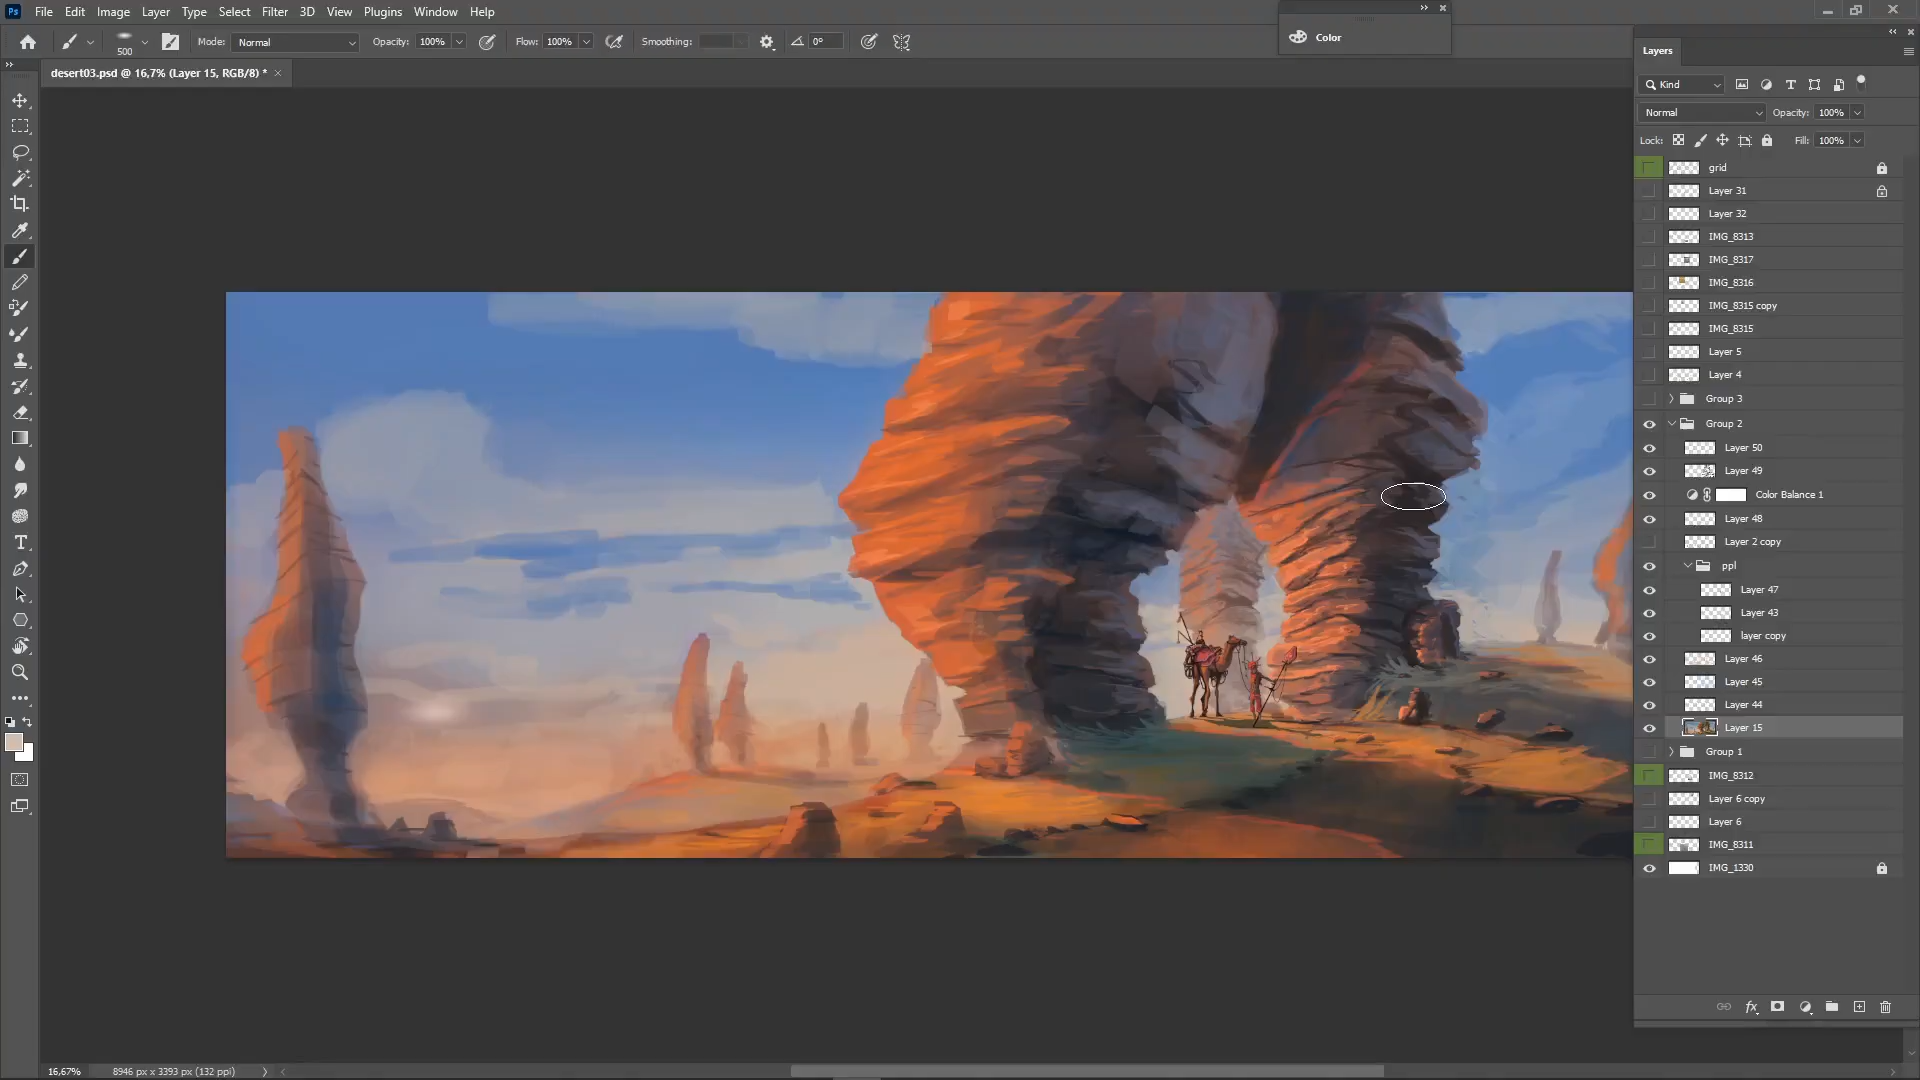 Ps File Edit Image Layer Type Select Filter 3D View Plugins Window Help
500 Mode: Normal Opacity: 100% Flow: 100% Smoothing: 0°
Color
desert03.psd @ 16,7% (Layer 15, RGB/8) *
Layers
Kind
Normal Opacity: 100%
Lock: Fill: 100%
grid
Layer 31
Layer 32
IMG_8313
IMG_8317
IMG_8316
IMG_8315 copy
IMG_8315
Layer 5
Layer 4
Group 3
Group 2
Layer 50
Layer 49
Color Balance 1
Layer 48
Layer 2 copy
ppl
Layer 47
Layer 43
layer copy
Layer 46
Layer 45
Layer 44
Layer 15
Group 1
IMG_8312
Layer 6 copy
Layer 6
IMG_8311
IMG_1330
fx
16,67% 8946 px x 3393 px (132 ppi)